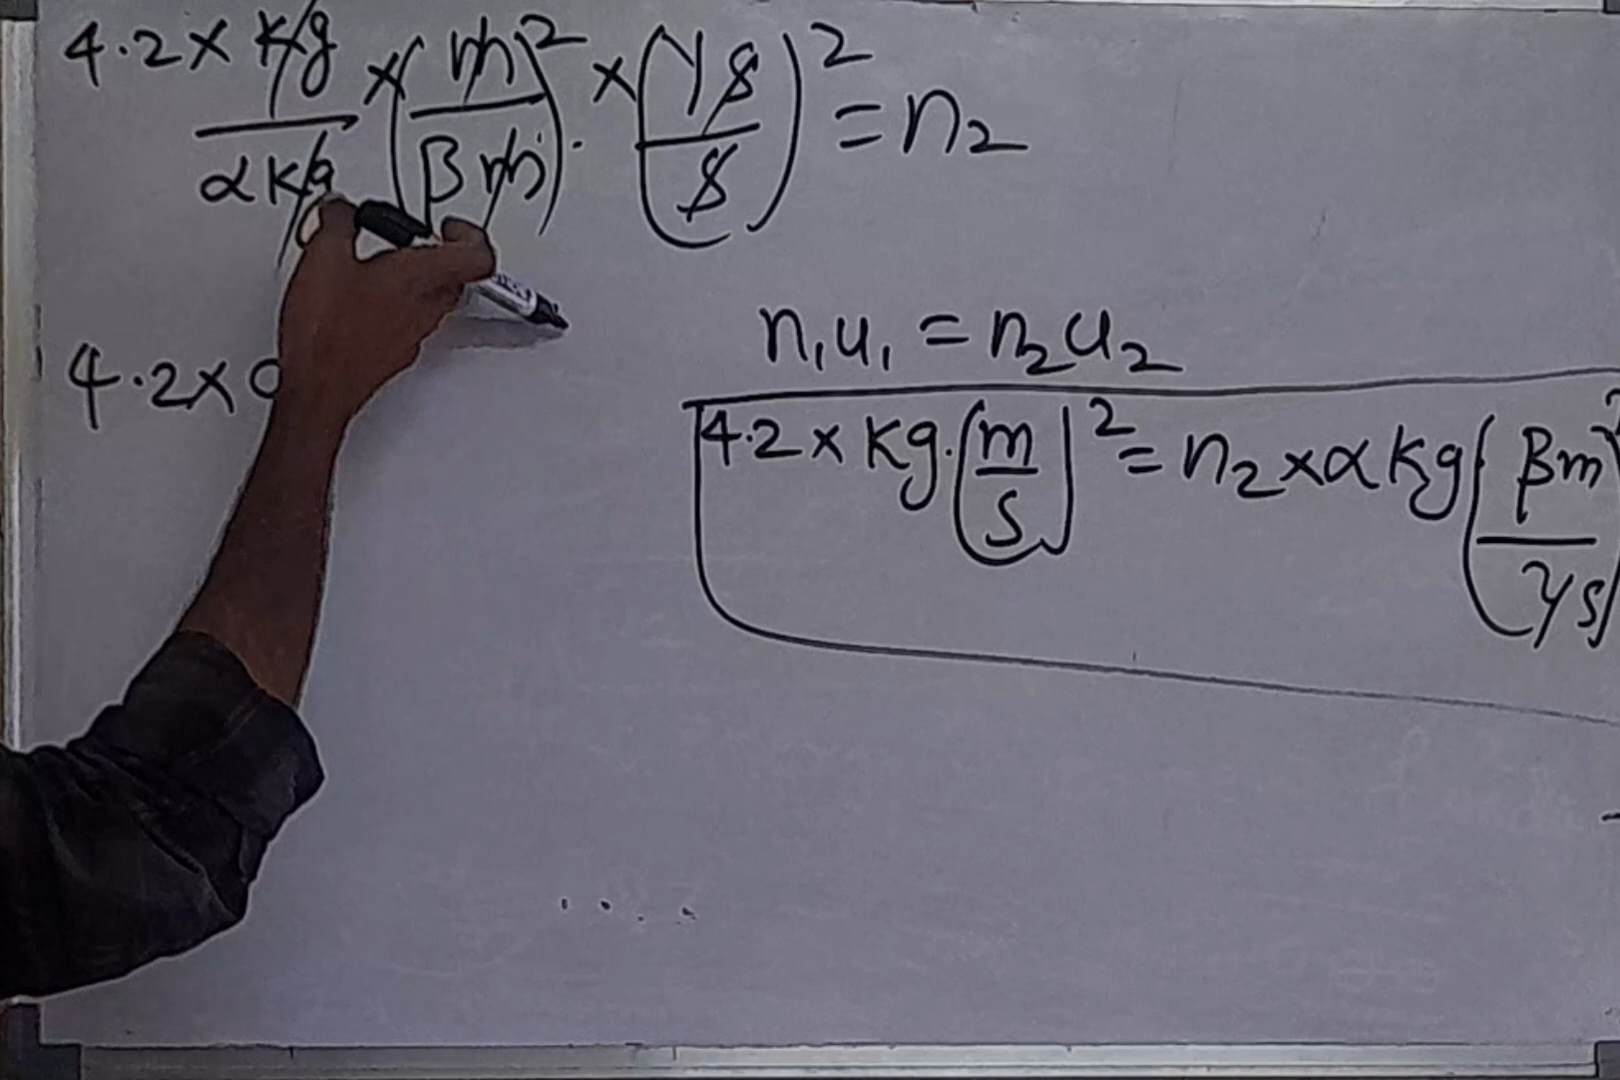 4.2 × kg/αkg × (m/βm)² · × (γs/s)² = n₂
n₁u₁ = n₂u₂
4.2 ×
4.2 × kg · (m/s)² = n₂ × αkg (βm/γs)²